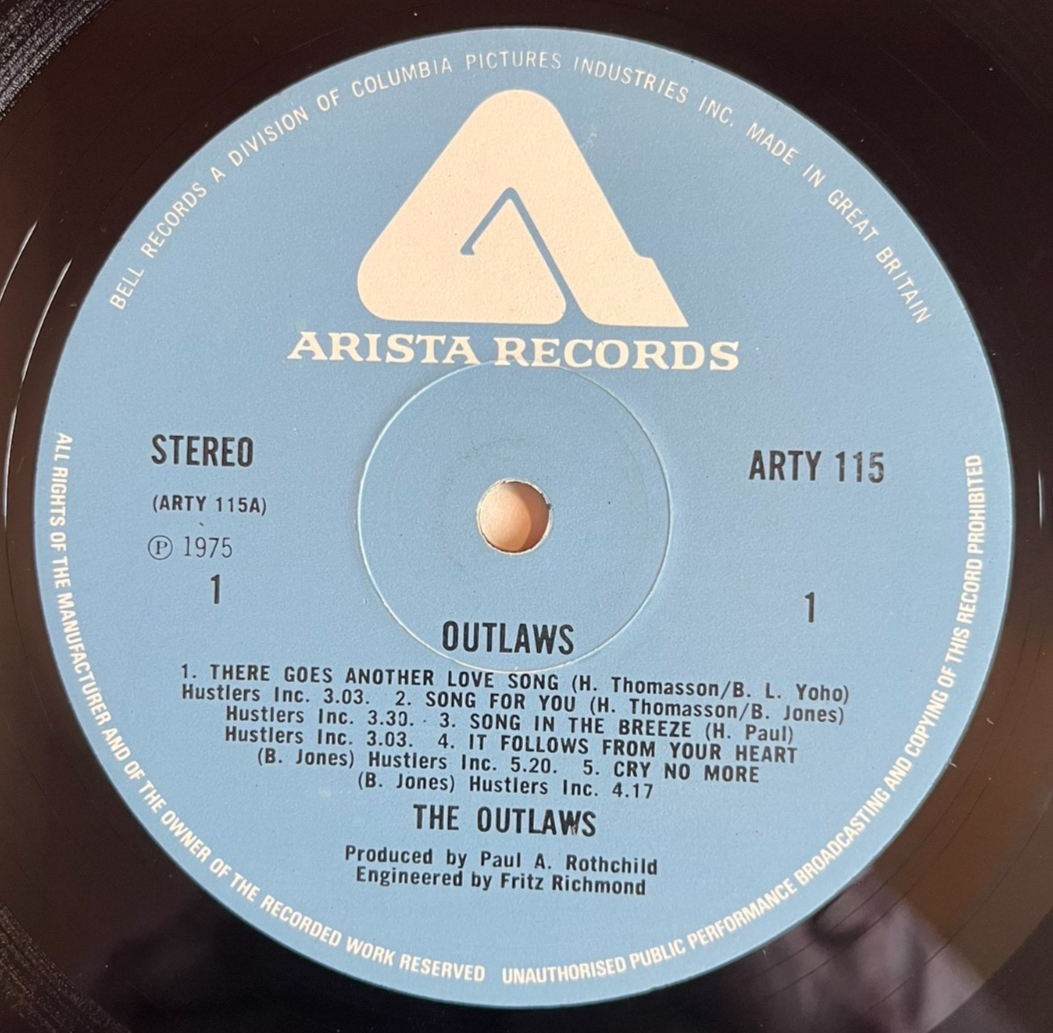 BELL RECORDS A DIVISION OF COLUMBIA PICTURES INDUSTRIES INC. MADE IN GREAT BRITAIN
ARISTA RECORDS
STEREO
ARTY 115
(ARTY 115A)
℗ 1975
1
1
OUTLAWS
1. THERE GOES ANOTHER LOVE SONG (H. Thomasson/B. L. Yoho)
Hustlers Inc. 3.03. 2. SONG FOR YOU (H. Thomasson/B. Jones)
Hustlers Inc. 3.30. 3. SONG IN THE BREEZE (H. Paul)
Hustlers Inc. 3.03. 4. IT FOLLOWS FROM YOUR HEART
(B. Jones) Hustlers Inc. 5.20. 5. CRY NO MORE
(B. Jones) Hustlers Inc. 4.17
THE OUTLAWS
Produced by Paul A. Rothchild
Engineered by Fritz Richmond
ALL RIGHTS OF THE MANUFACTURER AND OF THE OWNER OF THE RECORDED WORK RESERVED
UNAUTHORISED PUBLIC PERFORMANCE BROADCASTING AND COPYING OF THIS RECORD PROHIBITED